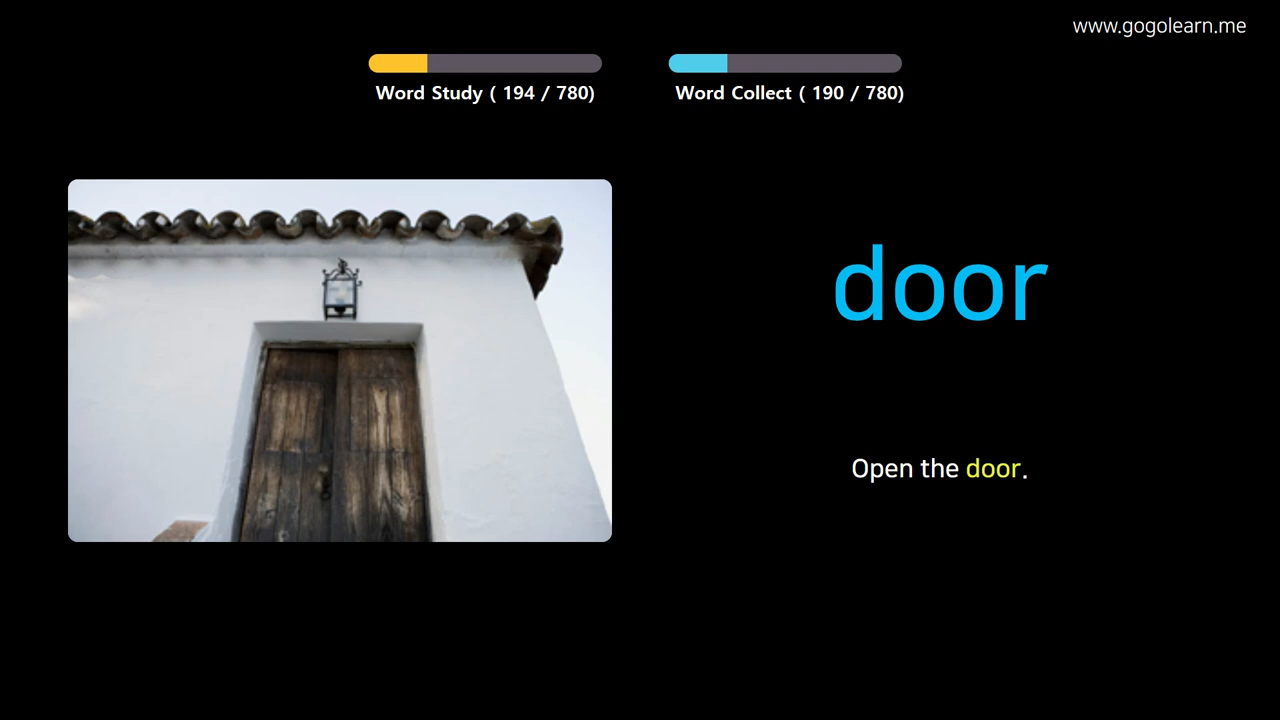 www.gogolearn.me
Word Study ( 194 / 780)
Word Collect ( 190 / 780)
door
Open the door.